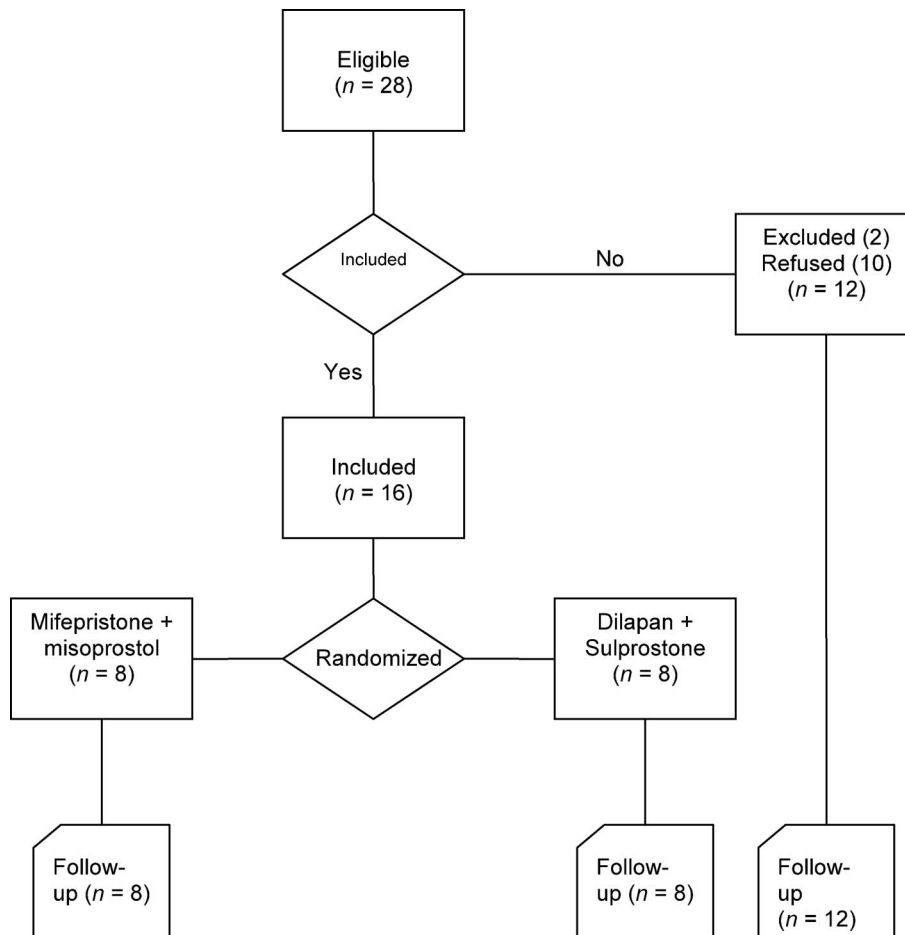 Eligible
(n = 28)
Included
No
Excluded (2)
Refused (10)
(n = 12)
Yes
Included
(n = 16)
Mifepristone +
misoprostol
(n = 8)
Randomized
Dilapan +
Sulprostone
(n = 8)
Follow-
up (n = 8)
Follow-
up (n = 8)
Follow-
up
(n = 12)